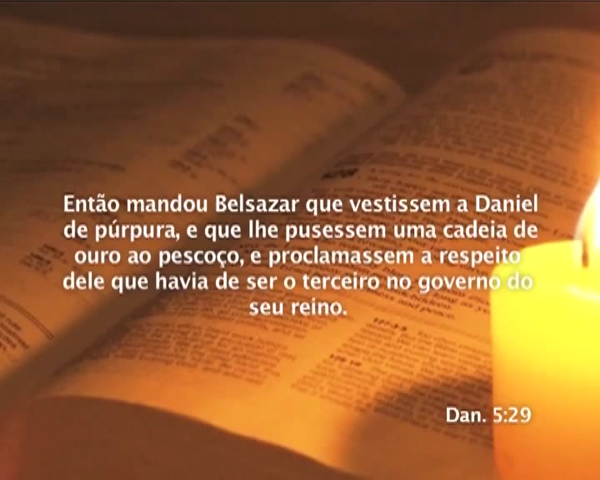 Então mandou Belsazar que vestissem a Daniel
de púrpura, e que lhe pusessem uma cadeia de
ouro ao pescoço, e proclamassem a respeito
dele que havia de ser o terceiro no governo do
seu reino.
Dan. 5:29